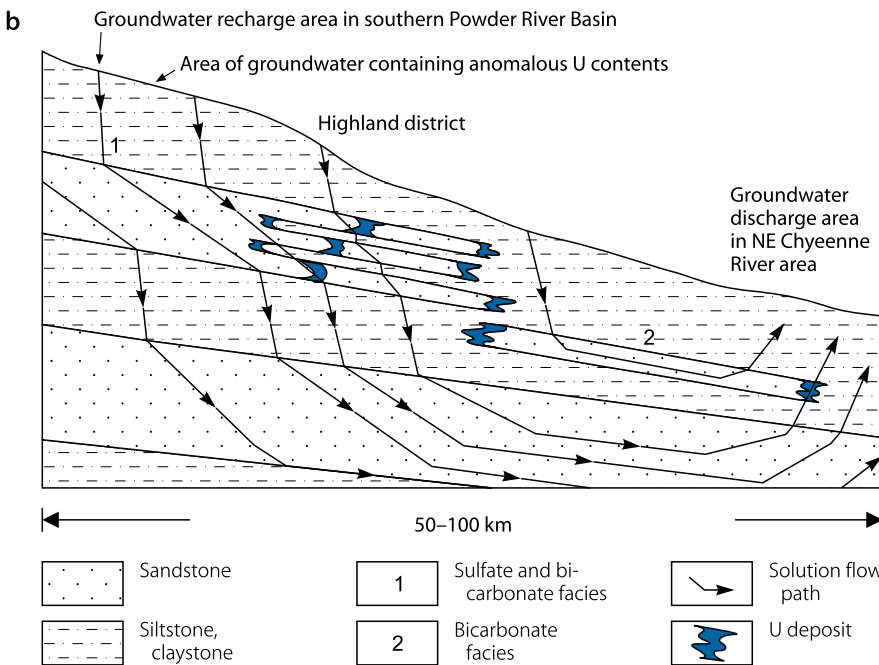 b
Groundwater recharge area in southern Powder River Basin
Area of groundwater containing anomalous U contents
Highland district
1
Groundwater
discharge area
in NE Chyeenne
River area
2
50–100 km
Sandstone
1
Sulfate and bi-
carbonate facies
Solution flow
path
Siltstone,
claystone
2
Bicarbonate
facies
U deposit